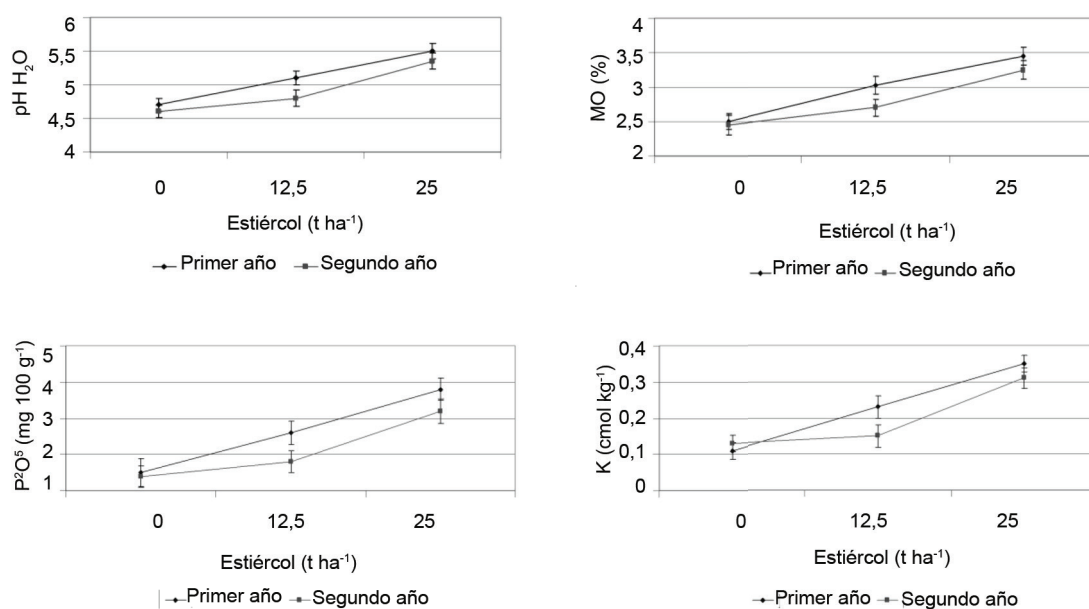 pH H₂O
6
5,5
5
4,5
4
0 12,5 25
Estiércol (t ha⁻¹)
Primer año Segundo año
MO (%)
4
3,5
3
2,5
2
0 12,5 25
Estiércol (t ha⁻¹)
Primer año Segundo año
P²O⁵ (mg 100 g⁻¹)
5
4
3
2
1
0 12,5 25
Estiércol (t ha⁻¹)
Primer año Segundo año
K (cmol kg⁻¹)
0,4
0,3
0,2
0,1
0
0 12,5 25
Estiércol (t ha⁻¹)
Primer año Segundo año